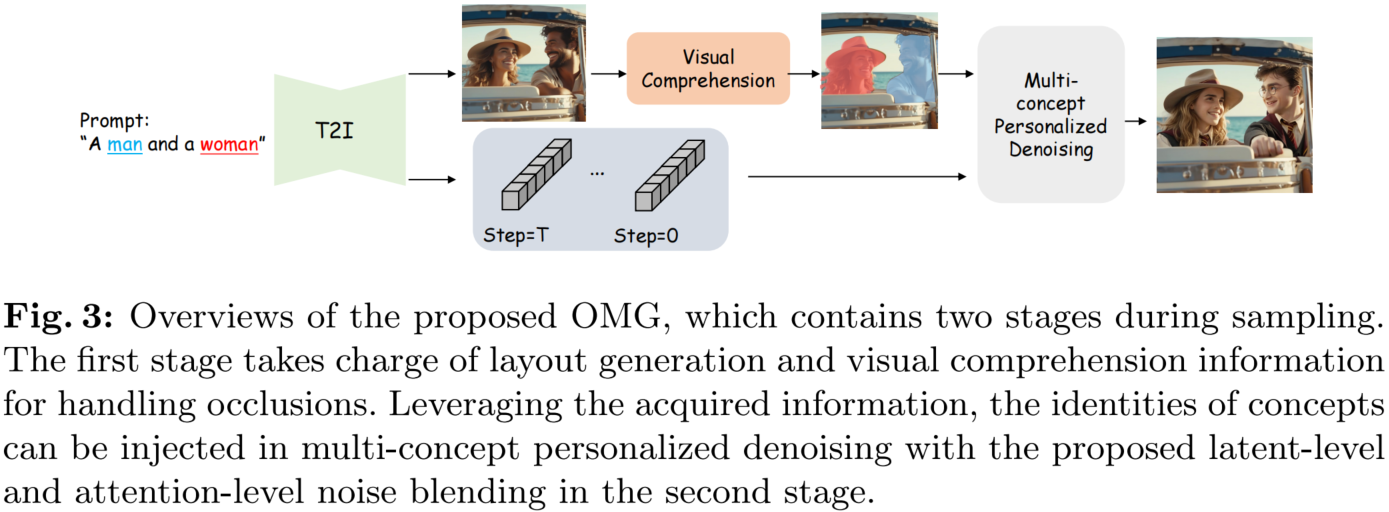 Prompt:
“A man and a woman”
T2I
Visual
Comprehension
Step=T
...
Step=0
Multi-
concept
Personalized
Denoising
Fig. 3: Overviews of the proposed OMG, which contains two stages during sampling.
The first stage takes charge of layout generation and visual comprehension information
for handling occlusions. Leveraging the acquired information, the identities of concepts
can be injected in multi-concept personalized denoising with the proposed latent-level
and attention-level noise blending in the second stage.